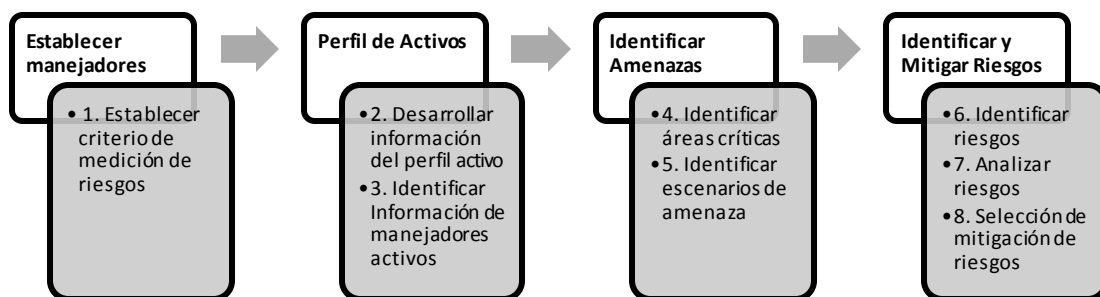 Establecer
manejadores
• 1. Establecer
criterio de
medición de
riesgos
Perfil de Activos
•2. Desarrollar
información
del perfil activo
•3. Identificar
Información de
manejadores
activos
Identificar
Amenazas
•4. Identificar
áreas críticas
•5. Identificar
escenarios de
amenaza
Identificar y
Mitigar Riesgos
•6. Identificar
riesgos
•7. Analizar
riesgos
•8. Selección de
mitigación de
riesgos